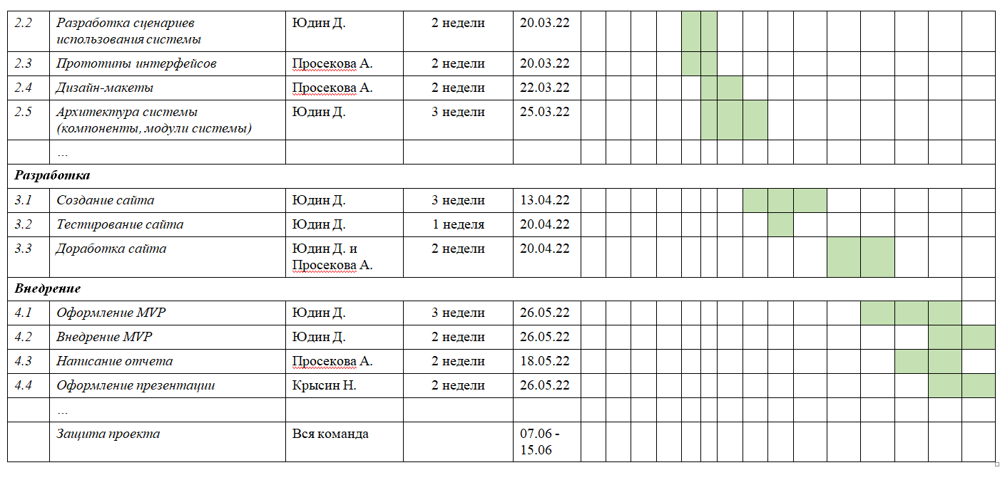 2.2 Разработка сценариев Юдин Д. 2 недели 20.03.22
использования системы
2.3 Прототипы интерфейсов Просекова А. 2 недели 20.03.22
2.4 Дизайн-макеты Просекова А. 2 недели 22.03.22
2.5 Архитектура системы Юдин Д. 3 недели 25.03.22
(компоненты, модули системы)
...
Разработка
3.1 Создание сайта Юдин Д. 3 недели 13.04.22
3.2 Тестирование сайта Юдин Д. 1 неделя 20.04.22
3.3 Доработка сайта Юдин Д. и 2 недели 20.04.22
Просекова А.
Внедрение
4.1 Оформление MVP Юдин Д. 3 недели 26.05.22
4.2 Внедрение MVP Юдин Д. 2 недели 26.05.22
4.3 Написание отчета Просекова А. 2 недели 18.05.22
4.4 Оформление презентации Крысин Н. 2 недели 26.05.22
...
Защита проекта Вся команда 07.06 -
15.06